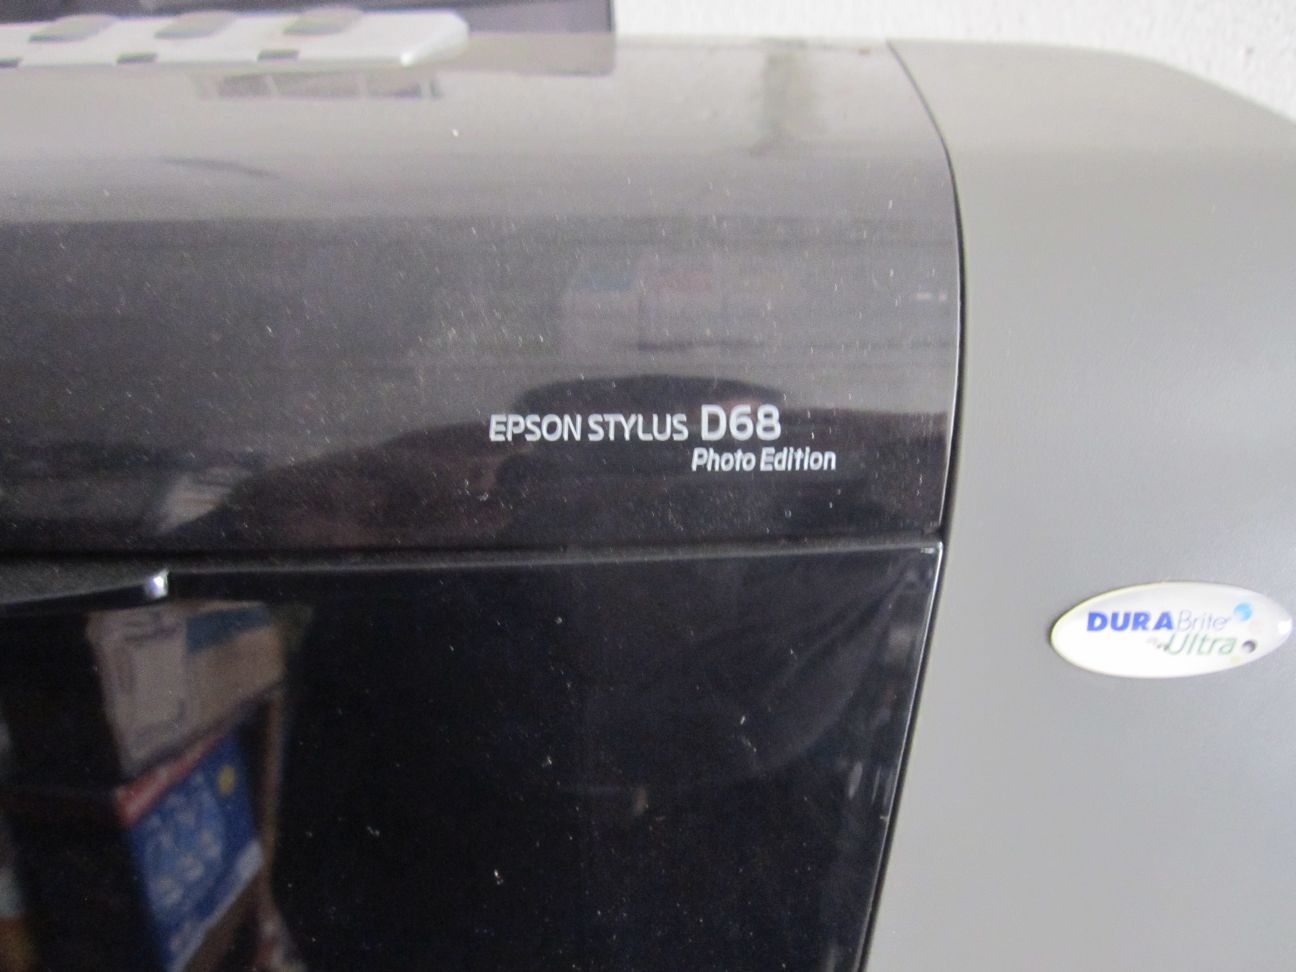 EPSON STYLUS D68
Photo Edition
DURABrite
Ultra